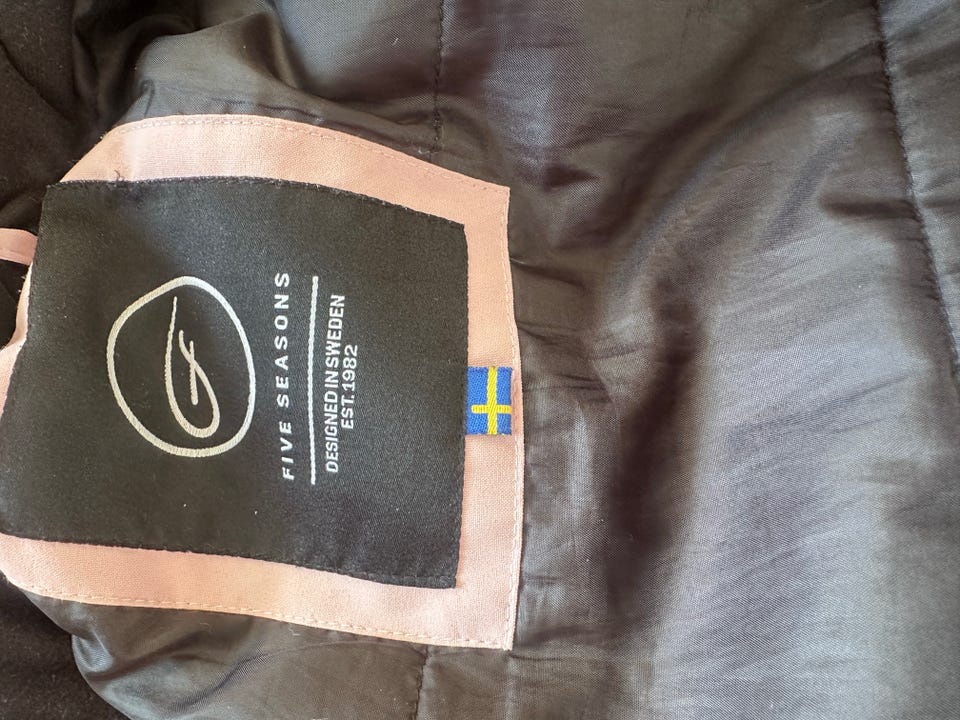 FIVE SEASONS
DESIGNED IN SWEDEN
EST. 1982